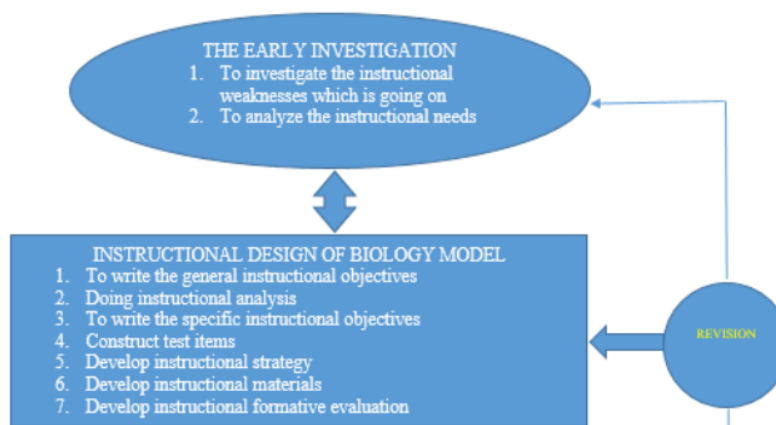 THE EARLY INVESTIGATION
1. To investigate the instructional
weaknesses which is going on
2. To analyze the instructional needs
INSTRUCTIONAL DESIGN OF BIOLOGY MODEL
1. To write the general instructional objectives
2. Doing instructional analysis
3. To write the specific instructional objectives
4. Construct test items
5. Develop instructional strategy
6. Develop instructional materials
7. Develop instructional formative evaluation
REVISION